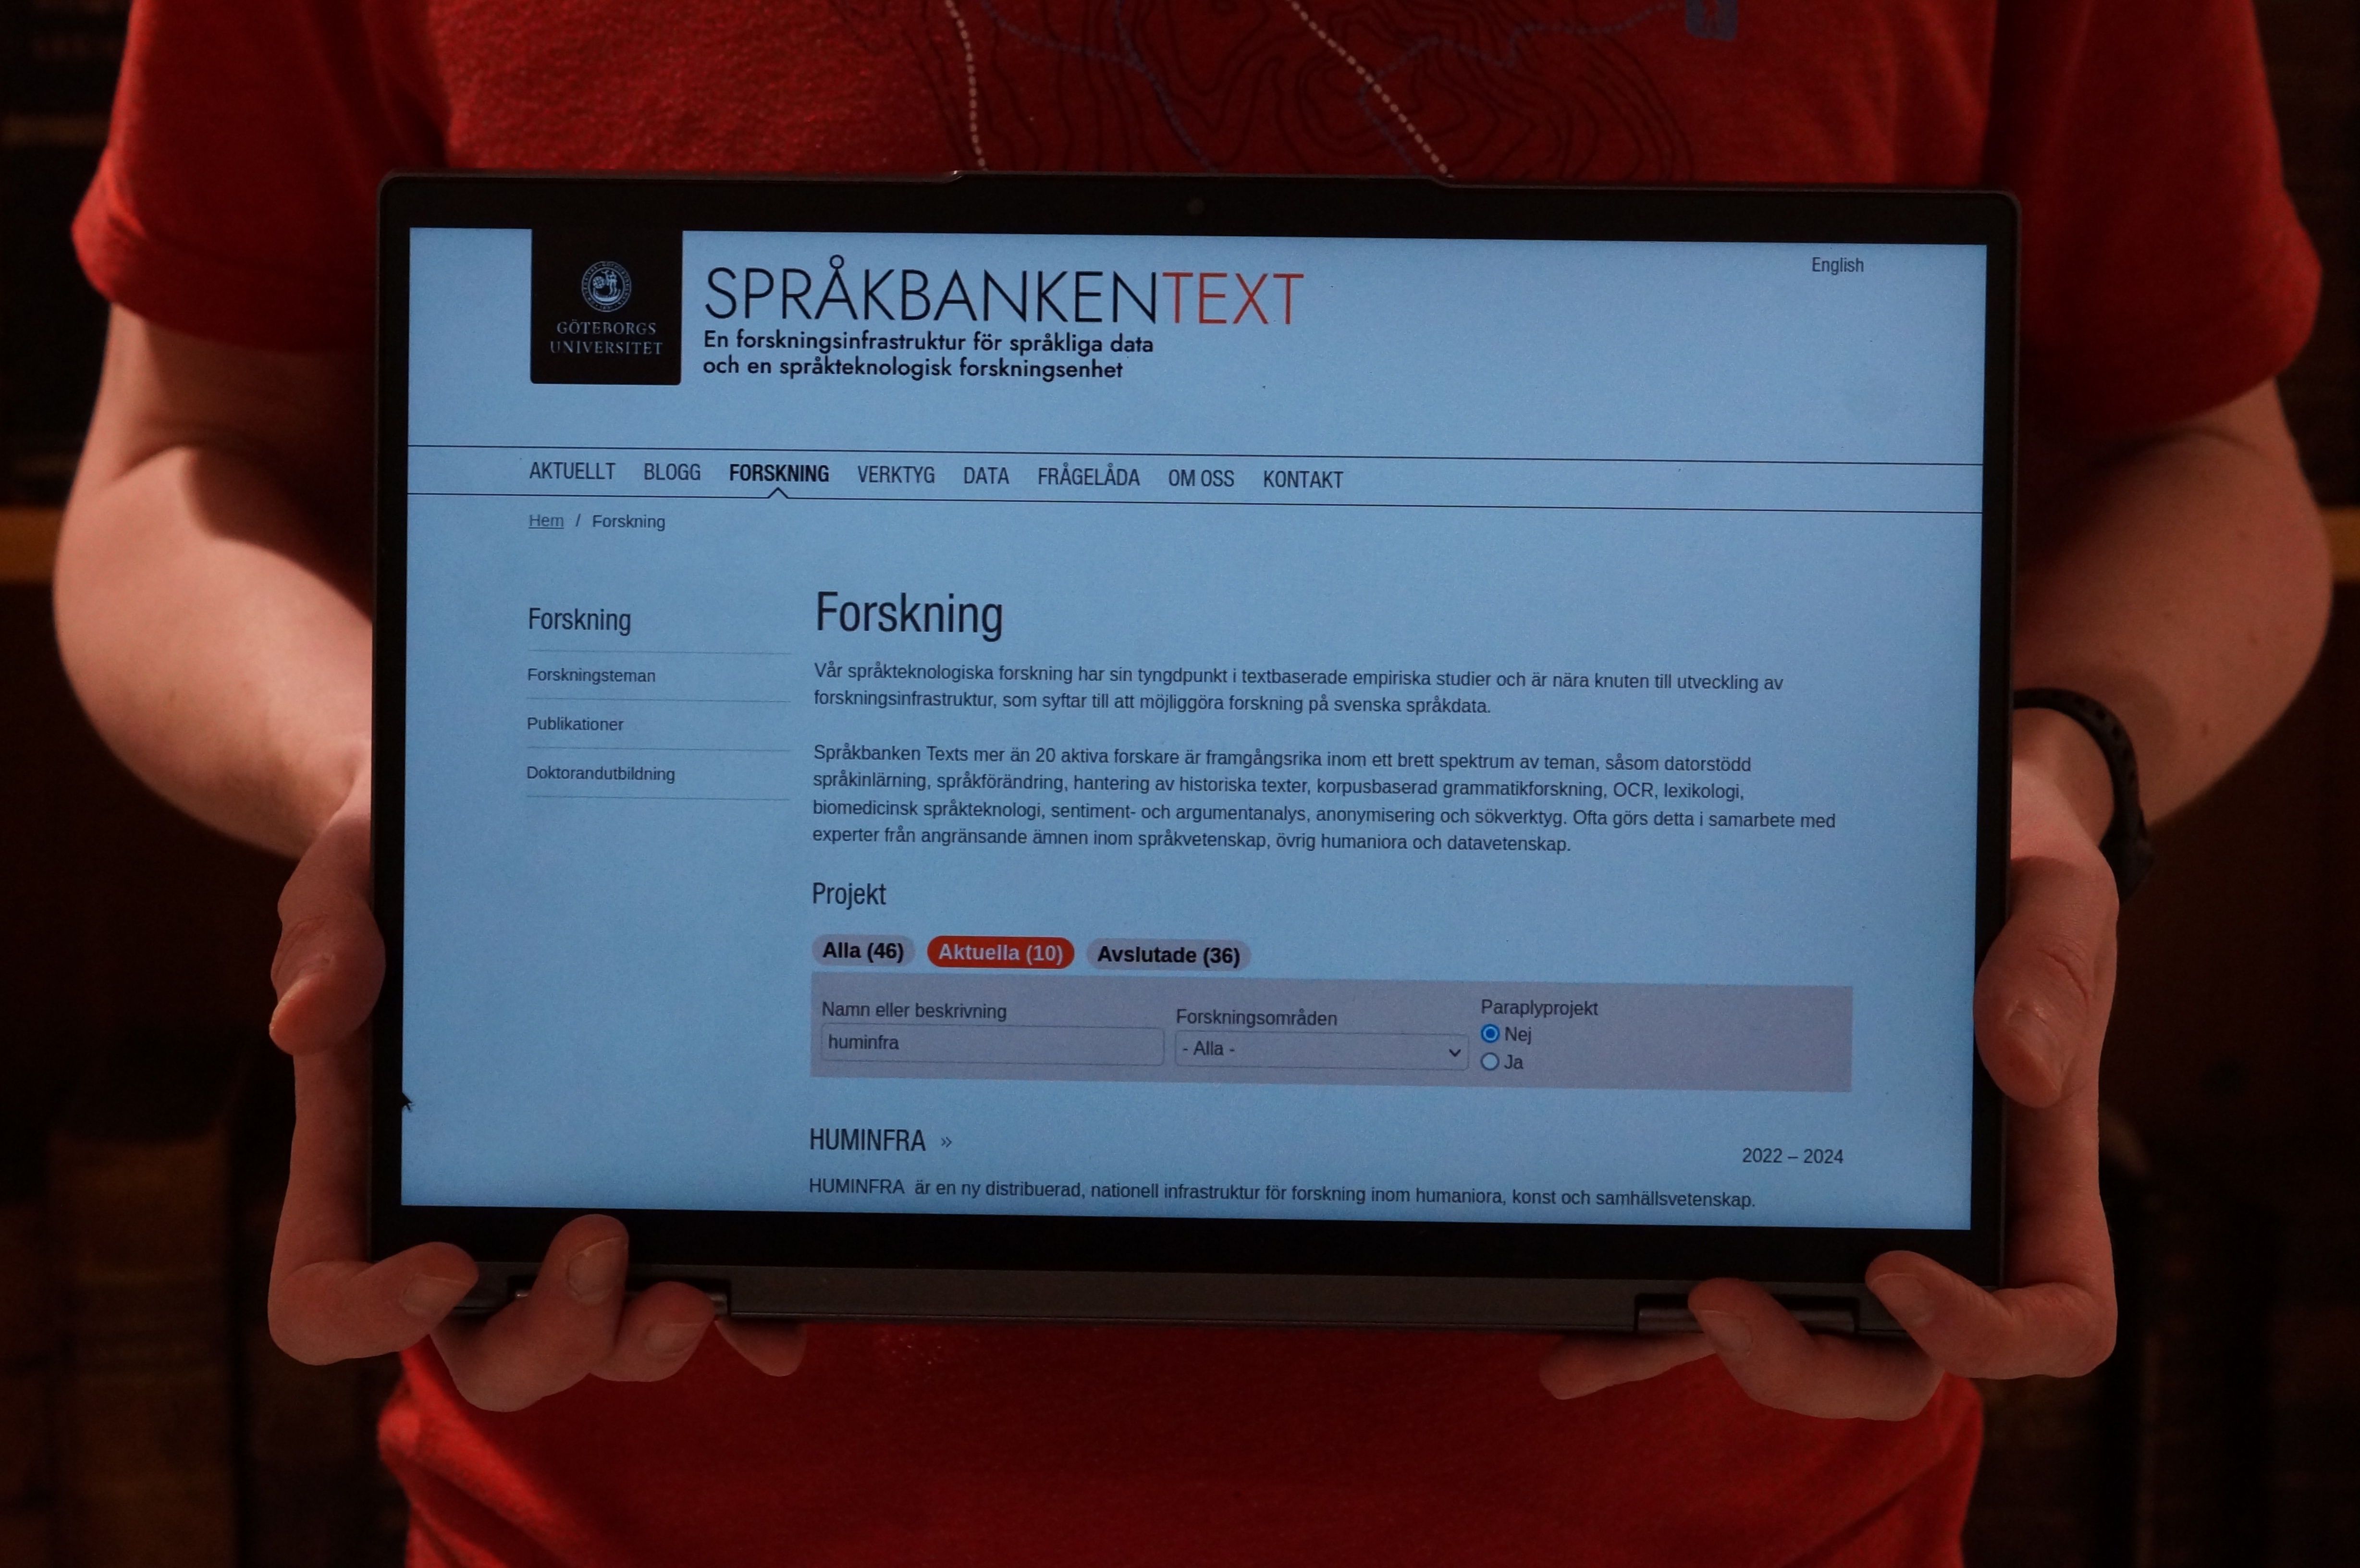 GÖTEBORGS
UNIVERSITET
SPRÅKBANKENTEXT
En forskningsinfrastruktur för språkliga data
och en språkteknologisk forskningsenhet
English
AKTUELLT BLOGG FORSKNING VERKTYG DATA FRÅGELÅDA OM OSS KONTAKT
Hem / Forskning
Forskning
Forskningsteman
Publikationer
Doktorandutbildning
Forskning
Vår språkteknologiska forskning har sin tyngdpunkt i textbaserade empiriska studier och är nära knuten till utveckling av
forskningsinfrastruktur, som syftar till att möjliggöra forskning på svenska språkdata.
Språkbanken Texts mer än 20 aktiva forskare är framgångsrika inom ett brett spektrum av teman, såsom datorstödd
språkinlärning, språkförändring, hantering av historiska texter, korpusbaserad grammatikforskning, OCR, lexikologi,
biomedicinsk språkteknologi, sentiment- och argumentanalys, anonymisering och sökverktyg. Ofta görs detta i samarbete med
experter från angränsande ämnen inom språkvetenskap, övrig humaniora och datavetenskap.
Projekt
Alla (46) Aktuella (10) Avslutade (36)
Namn eller beskrivning
huminfra
Forskningsområden
- Alla -
Paraplyprojekt
Nej
Ja
HUMINFRA »
2022 – 2024
HUMINFRA är en ny distribuerad, nationell infrastruktur för forskning inom humaniora, konst och samhällsvetenskap.